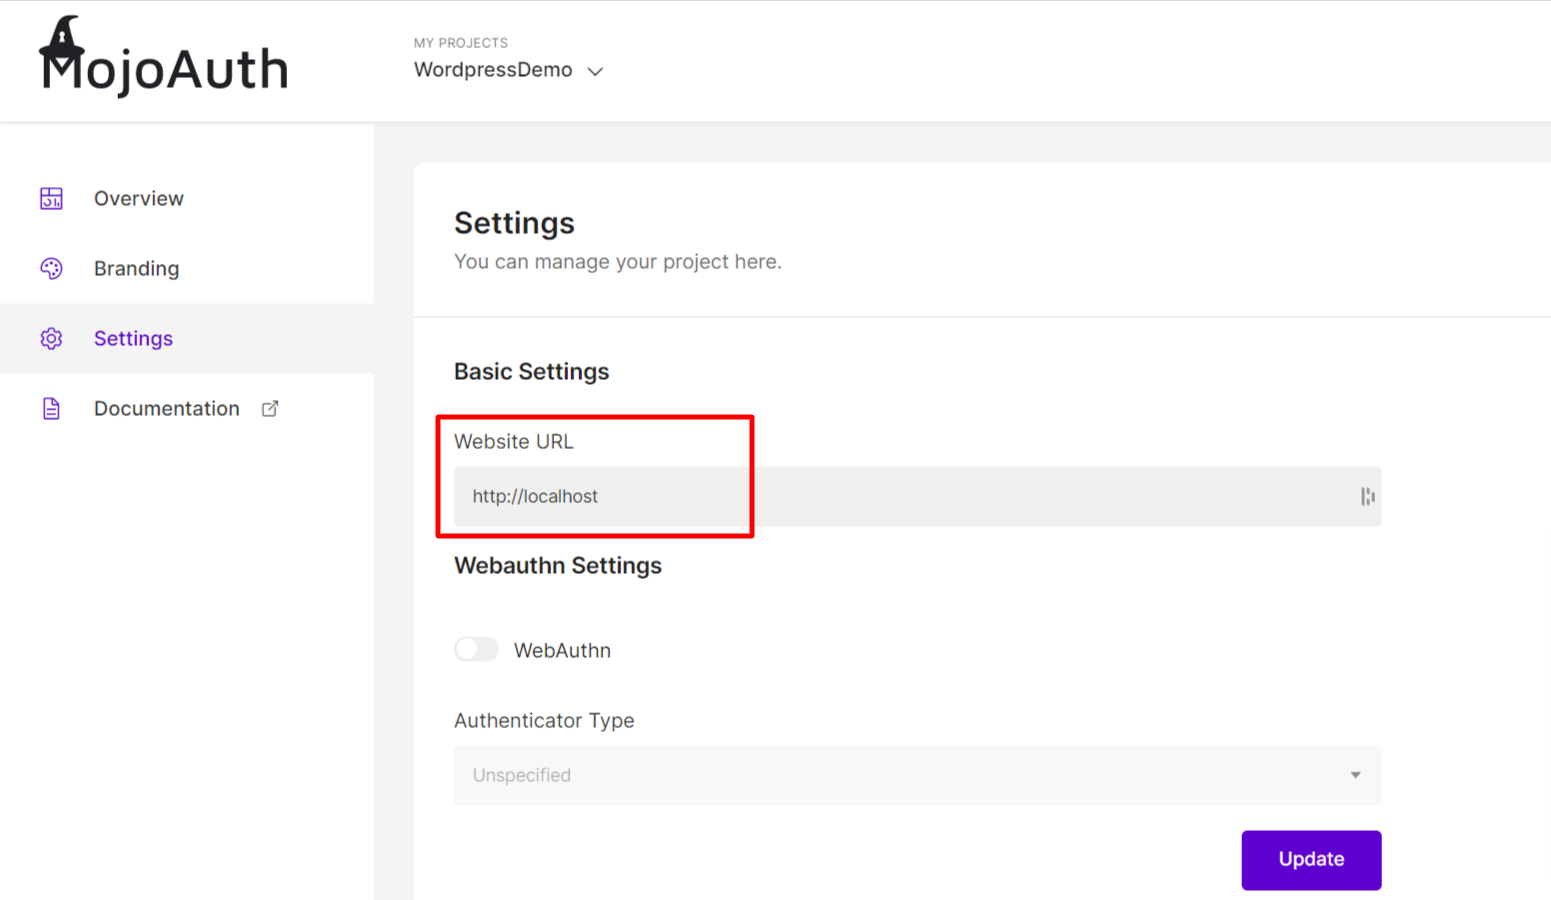 MojoAuth
MY PROJECTS
WordpressDemo
Overview
Branding
Settings
Documentation
Settings
You can manage your project here.
Basic Settings
Website URL
http://localhost
Webauthn Settings
WebAuthn
Authenticator Type
Unspecified
Update